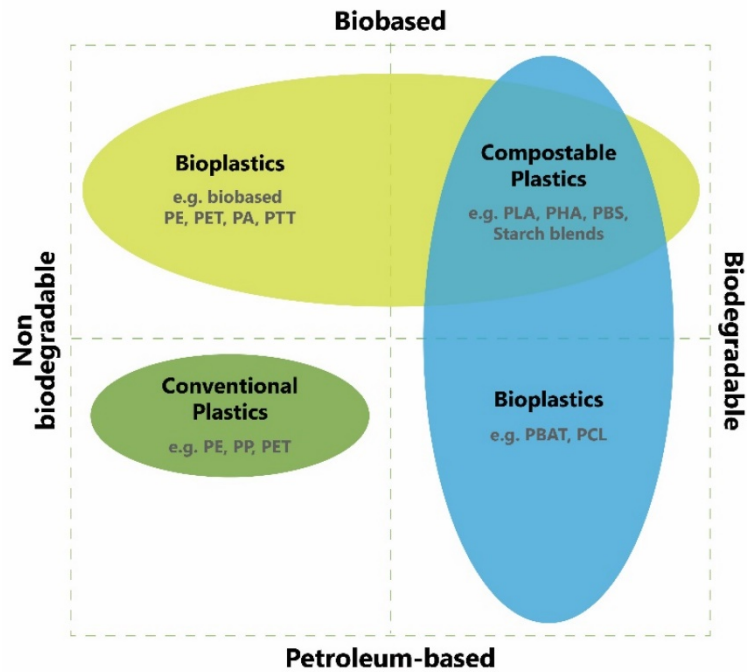 Biobased
Bioplastics
e.g. biobased
PE, PET, PA, PTT
Compostable
Plastics
e.g. PLA, PHA, PBS,
Starch blends
Non
biodegradable
Biodegradable
Conventional
Plastics
e.g. PE, PP, PET
Bioplastics
e.g. PBAT, PCL
Petroleum-based